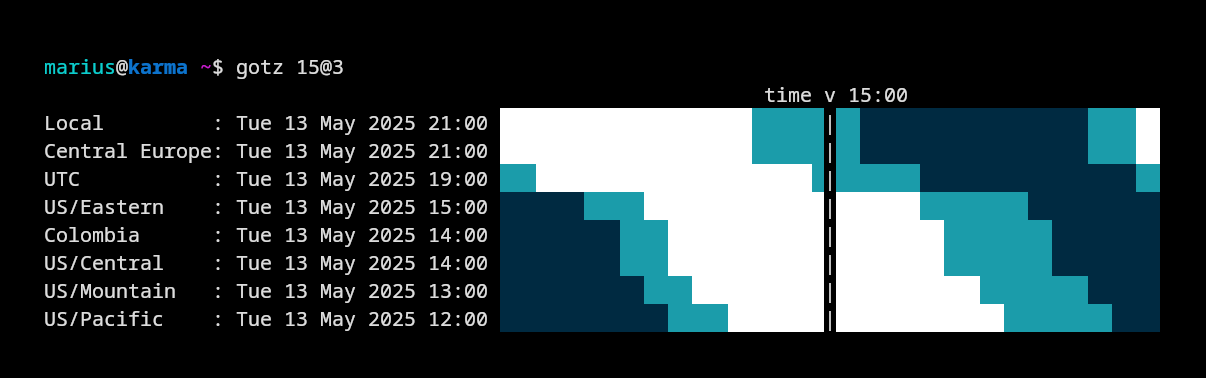 marius@karma ~$ gotz 15@3
time v 15:00
Local         : Tue 13 May 2025 21:00 |
Central Europe: Tue 13 May 2025 21:00 |
UTC           : Tue 13 May 2025 19:00 |
US/Eastern    : Tue 13 May 2025 15:00 |
Colombia      : Tue 13 May 2025 14:00 |
US/Central    : Tue 13 May 2025 14:00 |
US/Mountain   : Tue 13 May 2025 13:00 |
US/Pacific    : Tue 13 May 2025 12:00 |